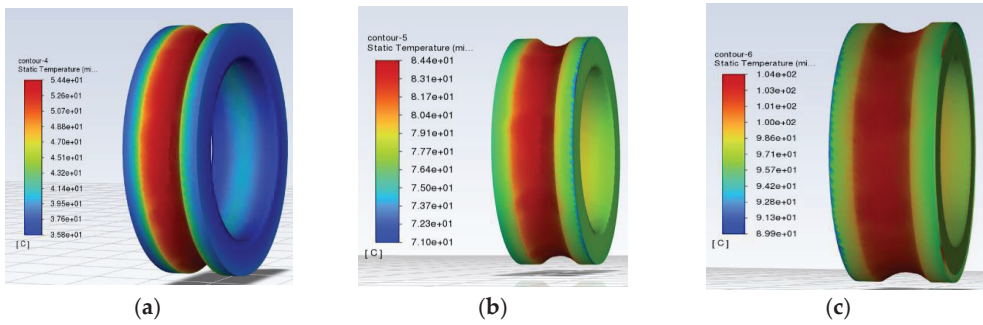 contour-4
Static Temperature (mi...
5.44e+01
5.26e+01
5.07e+01
4.88e+01
4.70e+01
4.51e+01
4.32e+01
4.14e+01
3.95e+01
3.76e+01
3.58e+01
[ C ]
(a)
contour-5
Static Temperature (mi...
8.44e+01
8.31e+01
8.17e+01
8.04e+01
7.91e+01
7.77e+01
7.64e+01
7.50e+01
7.37e+01
7.23e+01
7.10e+01
[ C ]
(b)
contour-6
Static Temperature (mi...
1.04e+02
1.03e+02
1.01e+02
1.00e+02
9.86e+01
9.71e+01
9.57e+01
9.42e+01
9.28e+01
9.13e+01
8.99e+01
[ C ]
(c)